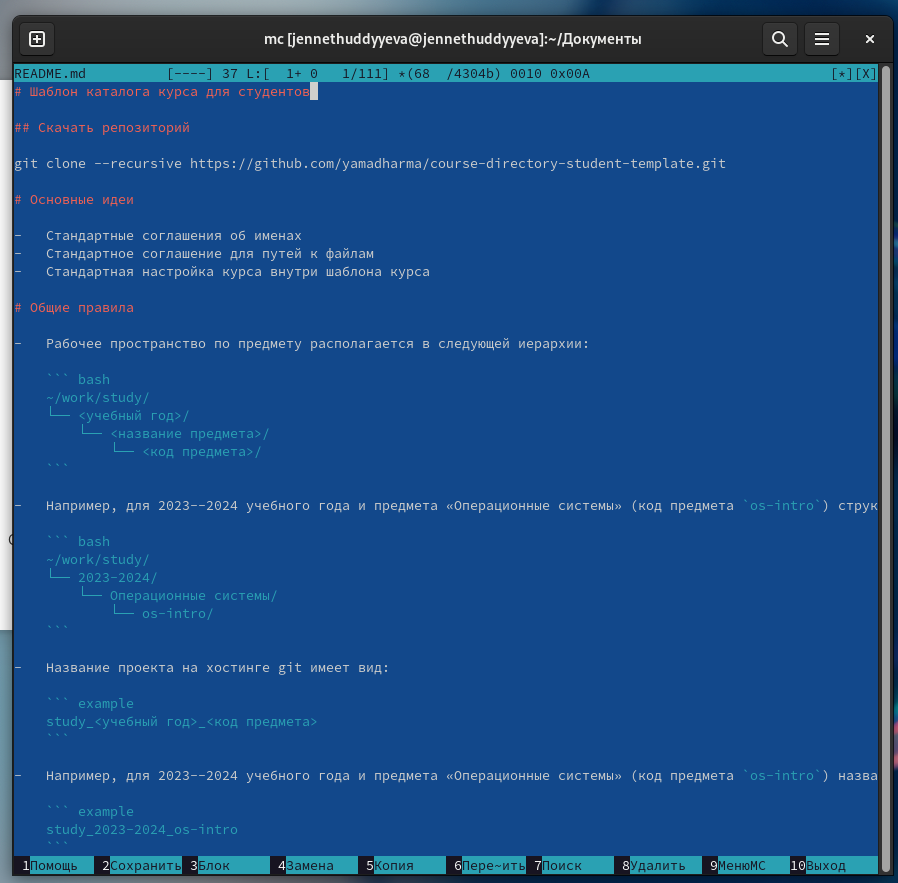 mc [jennethuddyyeva@jennethuddyyeva]:~/Документы
README.md [----] 37 L:[ 1+ 0 1/111] *(68 /4304b) 0010 0x00A [*][X]
# Шаблон каталога курса для студентов
## Скачать репозиторий
git clone --recursive https://github.com/yamadharma/course-directory-student-template.git
# Основные идеи
- Стандартные соглашения об именах
- Стандартное соглашение для путей к файлам
- Стандартная настройка курса внутри шаблона курса
# Общие правила
- Рабочее пространство по предмету располагается в следующей иерархии:
``` bash
~/work/study/
└── <учебный год>/
└── <название предмета>/
└── <код предмета>/
```
- Например, для 2023--2024 учебного года и предмета «Операционные системы» (код предмета `os-intro`) струк
``` bash
~/work/study/
└── 2023-2024/
└── Операционные системы/
└── os-intro/
```
- Название проекта на хостинге git имеет вид:
``` example
study_<учебный год>_<код предмета>
```
- Например, для 2023--2024 учебного года и предмета «Операционные системы» (код предмета `os-intro`) назва
``` example
study_2023-2024_os-intro
```
1Помощь 2Сохранить 3Блок 4Замена 5Копия 6Пере~ить 7Поиск 8Удалить 9МенюМС 10Выход